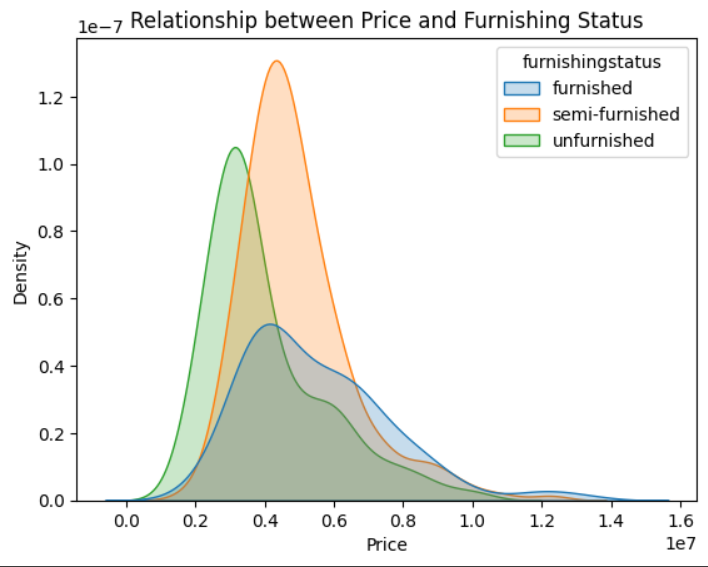 Relationship between Price and Furnishing Status
1e−7
furnishingstatus
furnished
semi-furnished
unfurnished
1.2
1.0
0.8
0.6
0.4
0.2
0.0
Density
0.0 0.2 0.4 0.6 0.8 1.0 1.2 1.4 1.6
1e7
Price